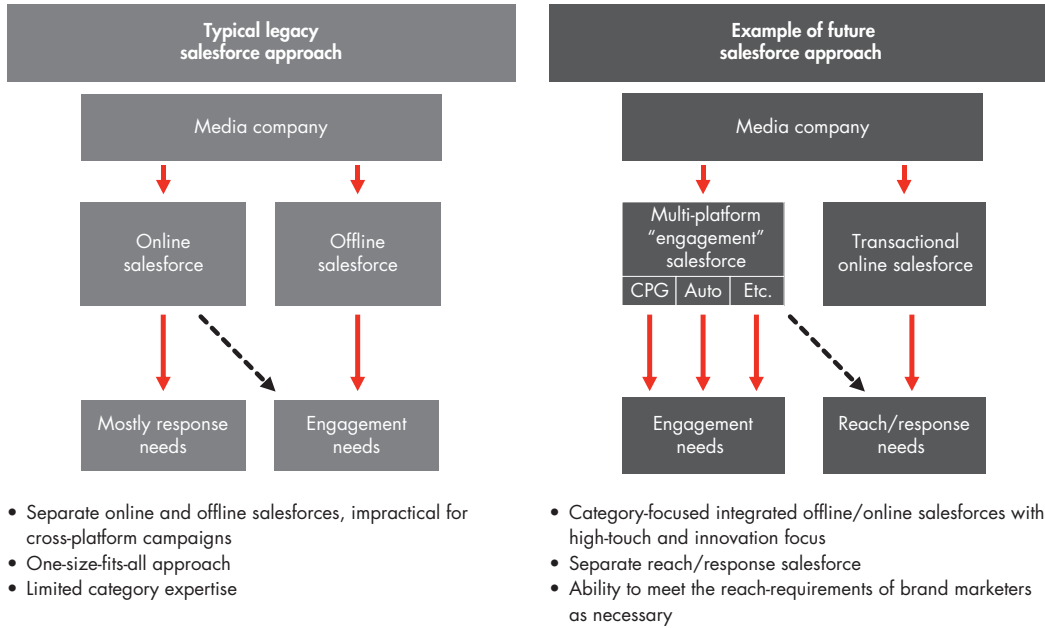 Typical legacy
salesforce approach
Media company
Online
salesforce
Offline
salesforce
Mostly response
needs
Engagement
needs
• Separate online and offline salesforces, impractical for
cross-platform campaigns
• One-size-fits-all approach
• Limited category expertise
Example of future
salesforce approach
Media company
Multi-platform
“engagement”
salesforce
CPG Auto Etc.
Transactional
online salesforce
Engagement
needs
Reach/response
needs
• Category-focused integrated offline/online salesforces with
high-touch and innovation focus
• Separate reach/response salesforce
• Ability to meet the reach-requirements of brand marketers
as necessary